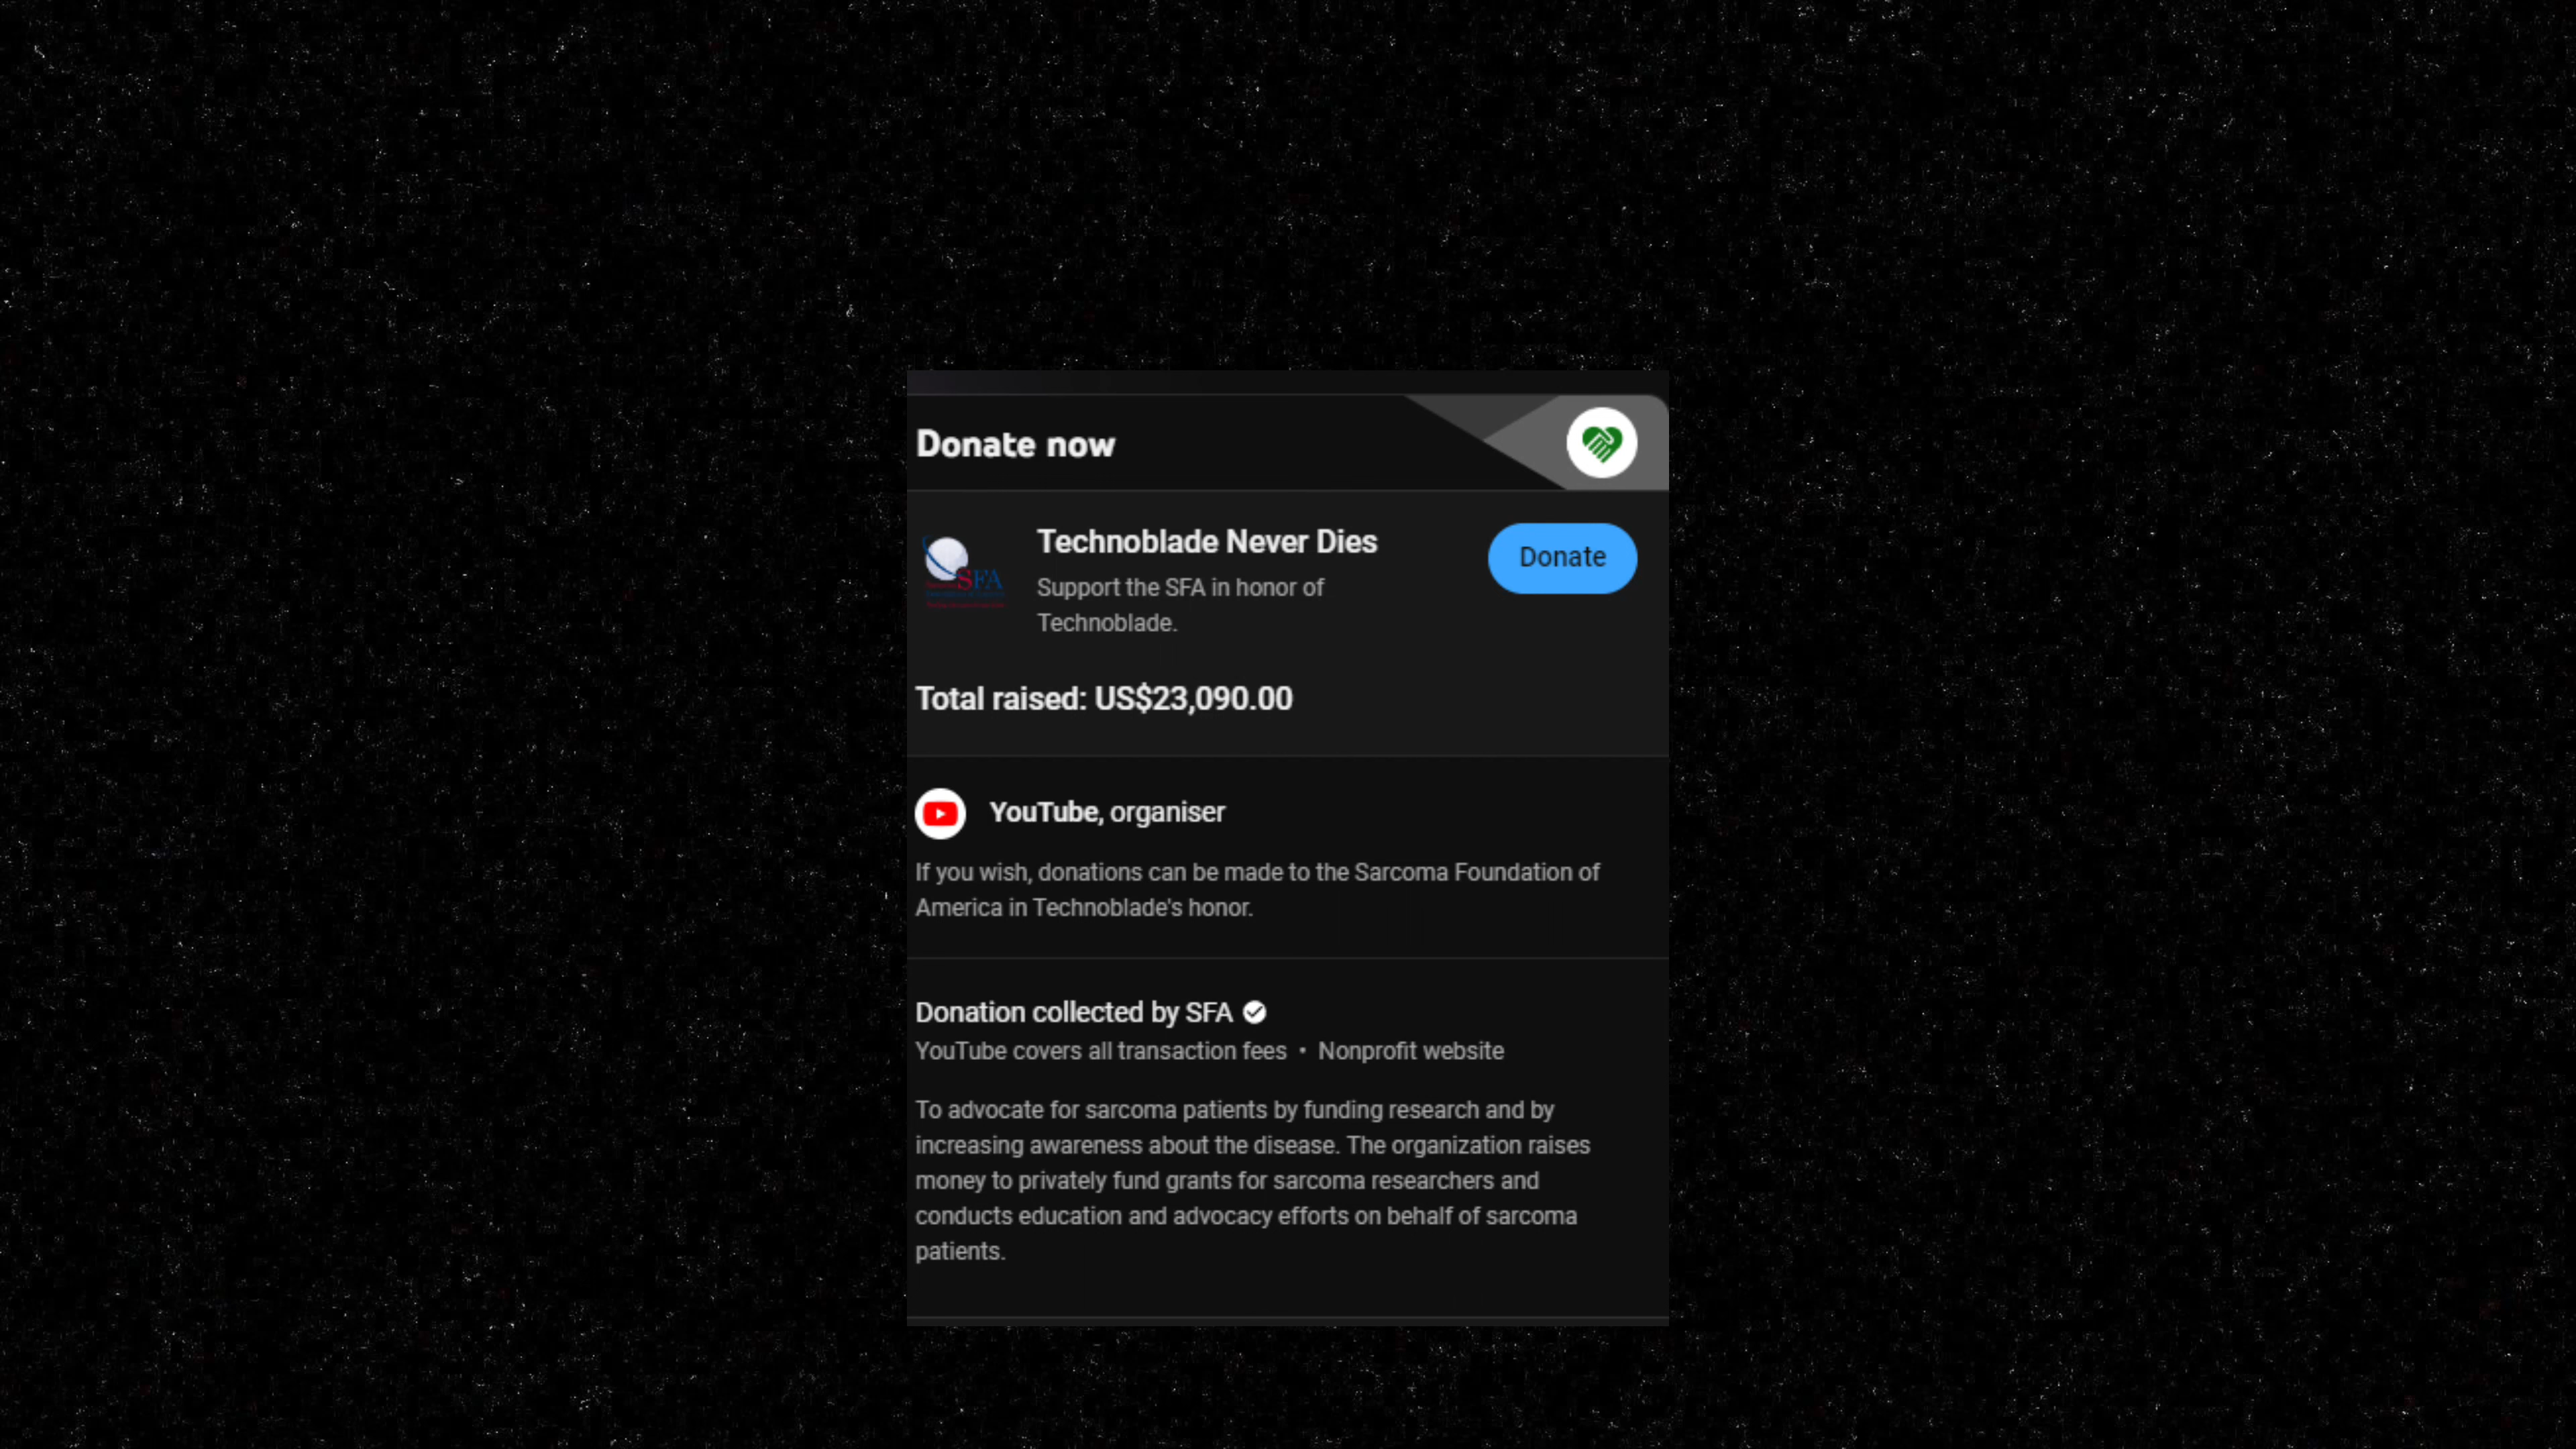 Donate now
SFA
Technoblade Never Dies
Donate
Support the SFA in honor of
Technoblade.
Total raised: US$23,090.00
YouTube, organiser
If you wish, donations can be made to the Sarcoma Foundation of
America in Technoblade's honor.
Donation collected by SFA
YouTube covers all transaction fees • Nonprofit website
To advocate for sarcoma patients by funding research and by
increasing awareness about the disease. The organization raises
money to privately fund grants for sarcoma researchers and
conducts education and advocacy efforts on behalf of sarcoma
patients.